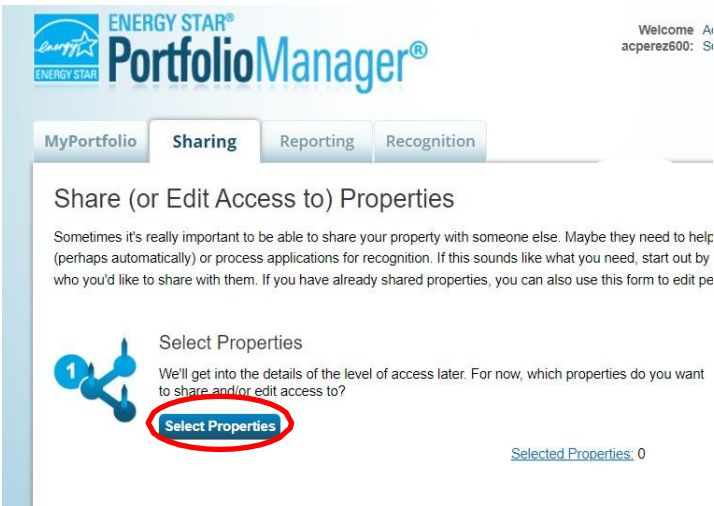 ENERGY STAR®
PortfolioManager®
energy
ENERGY STAR
Welcome
acperez600:
MyPortfolio Sharing Reporting Recognition
Share (or Edit Access to) Properties
Sometimes it's really important to be able to share your property with someone else. Maybe they need to help
(perhaps automatically) or process applications for recognition. If this sounds like what you need, start out by
who you'd like to share with them. If you have already shared properties, you can also use this form to edit pe
1
Select Properties
We'll get into the details of the level of access later. For now, which properties do you want
to share and/or edit access to?
Select Properties
Selected Properties: 0